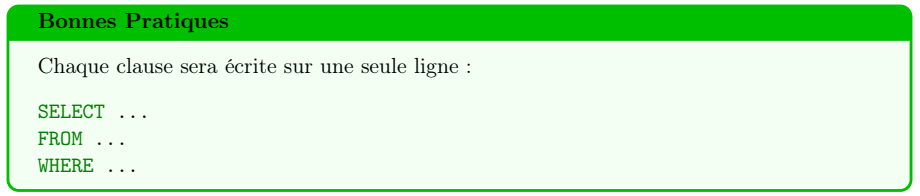 Bonnes Pratiques
Chaque clause sera écrite sur une seule ligne :
SELECT ...
FROM ...
WHERE ...